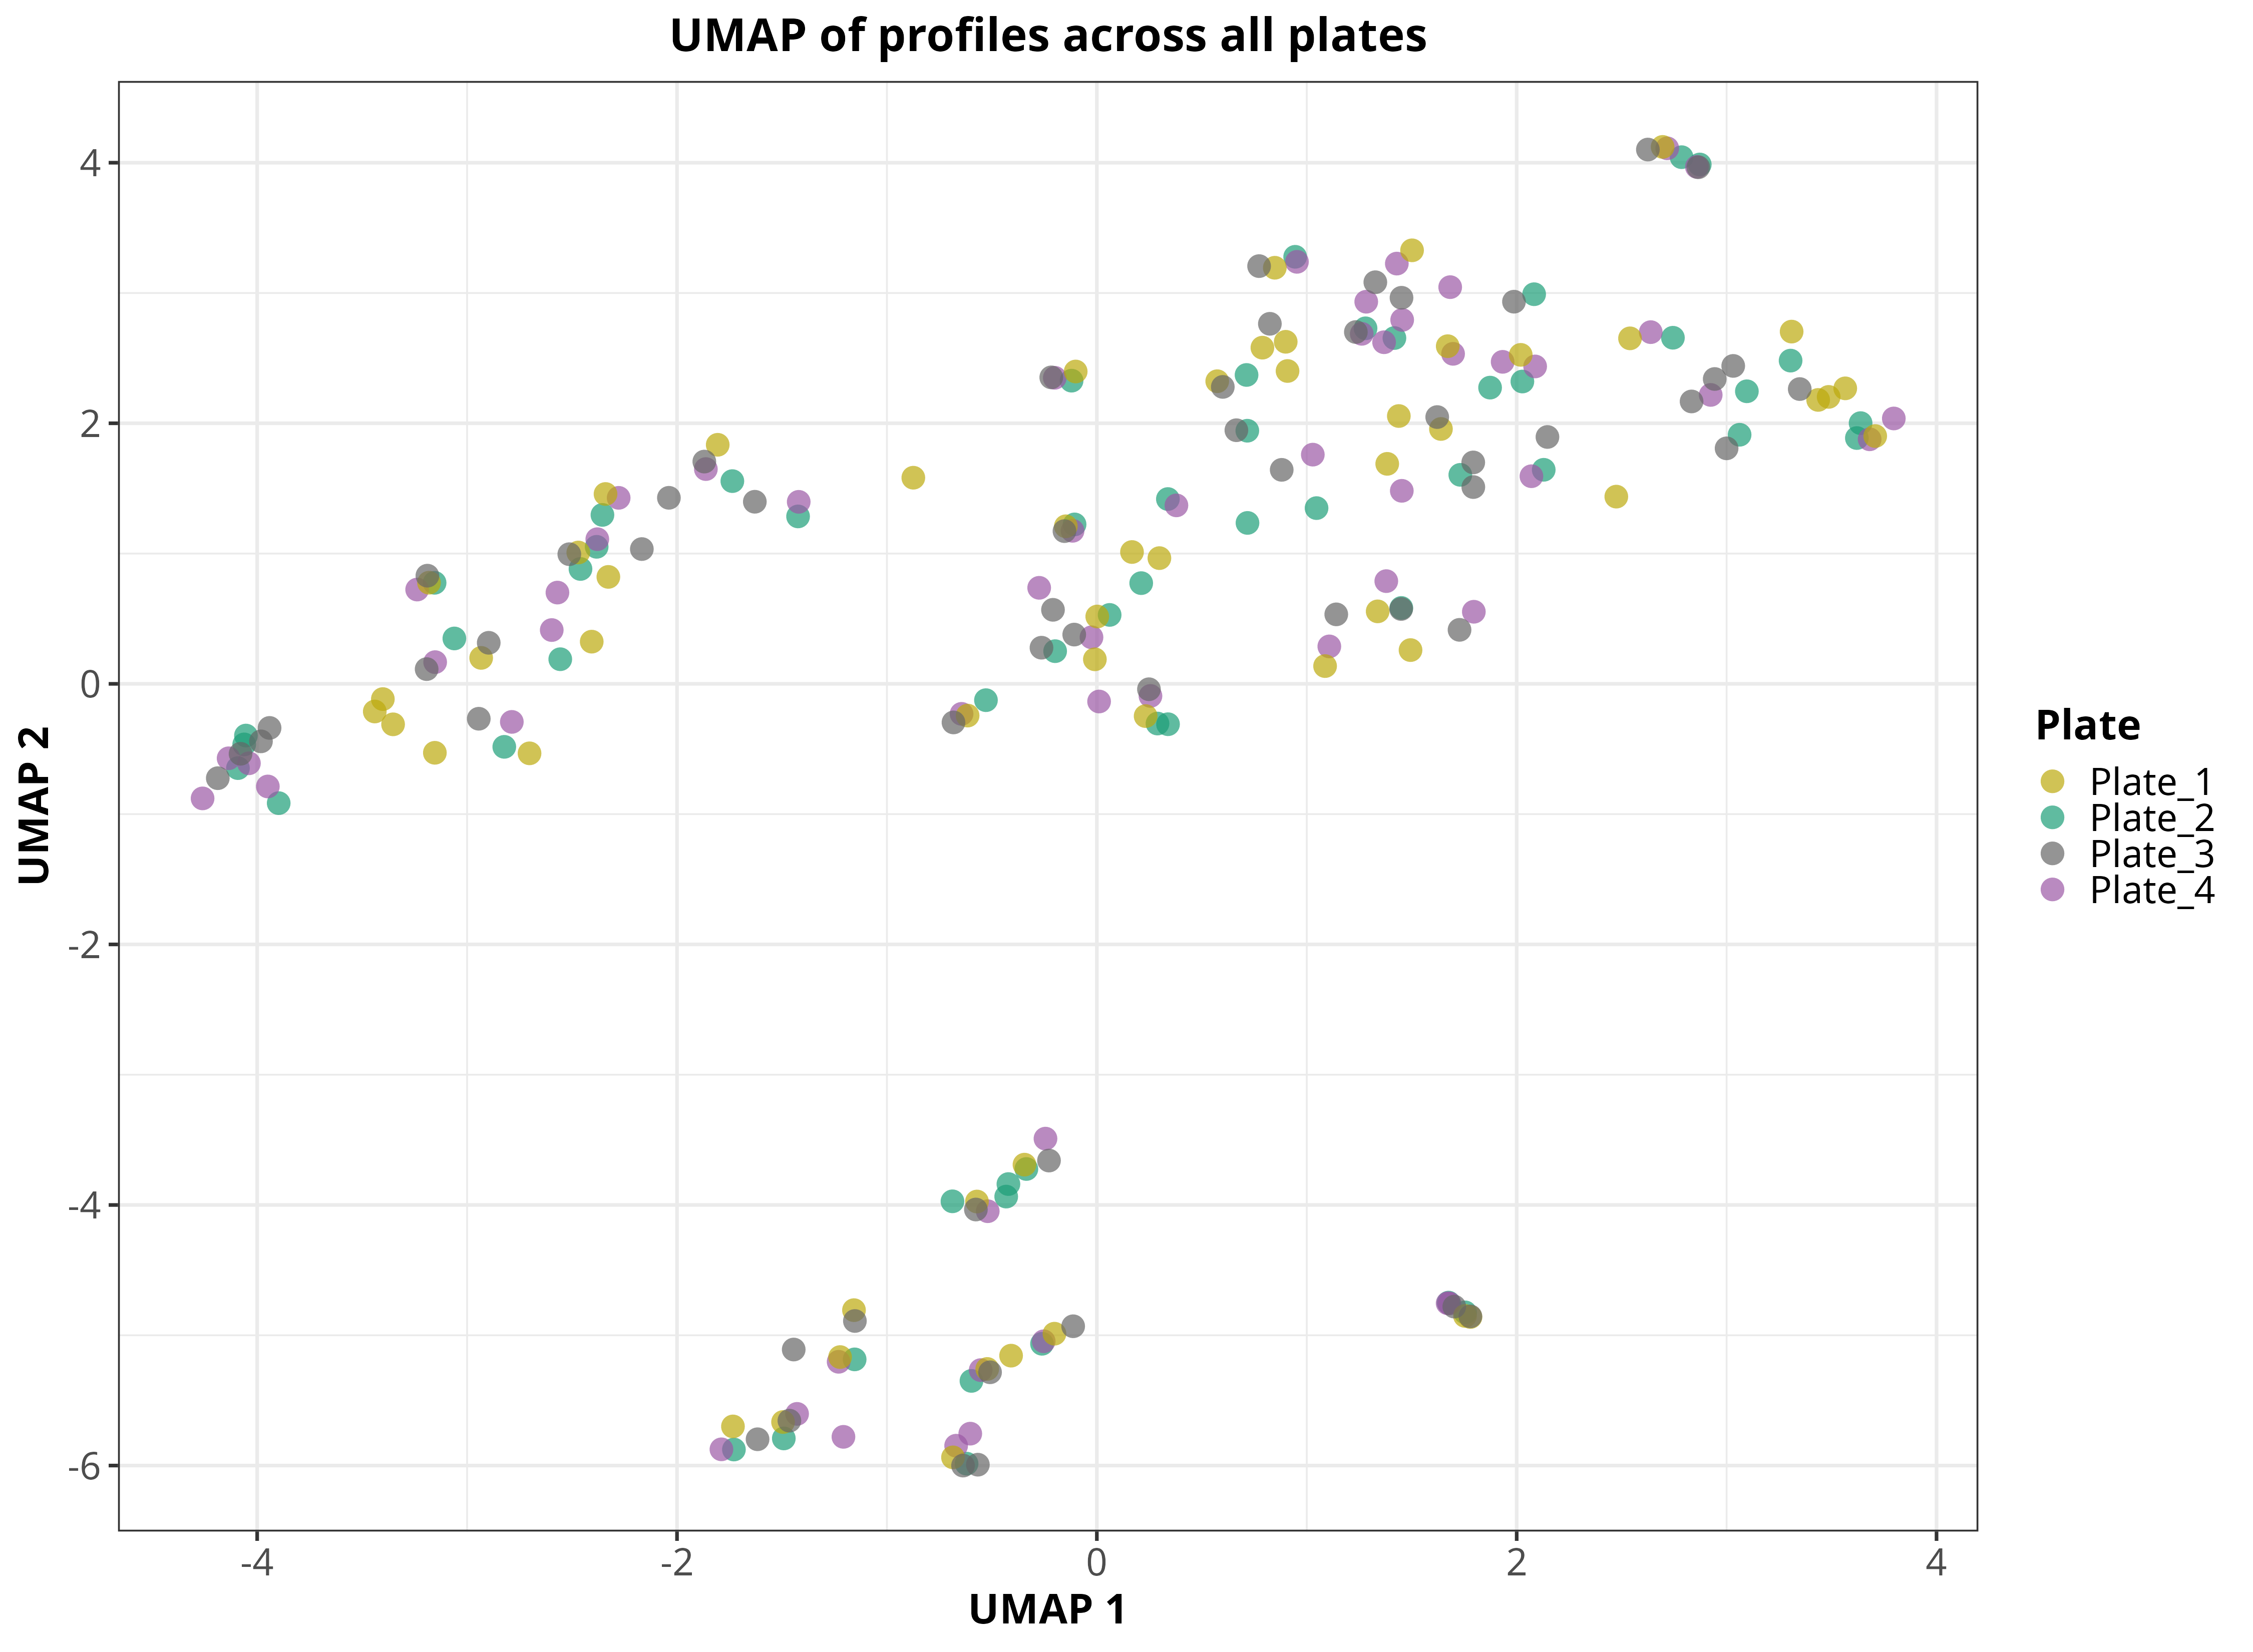 UMAP of profiles across all plates
4
2
0
-2
-4
-6
UMAP 2
-4
-2
0
2
4
UMAP 1
Plate
Plate_1
Plate_2
Plate_3
Plate_4